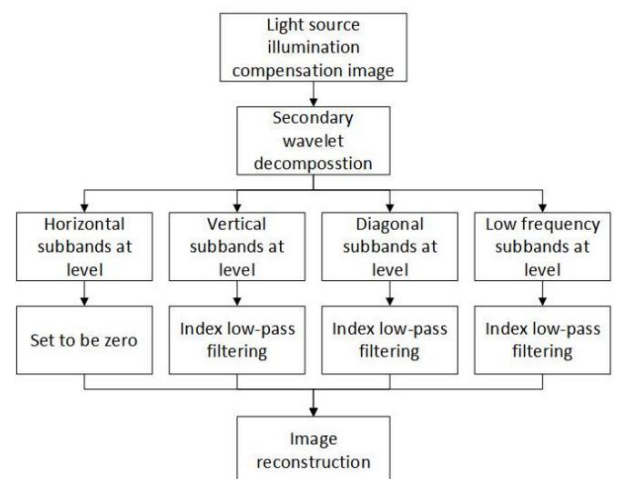 Light source
illumination
compensation image
Secondary
wavelet
decompostion
Horizontal
subbands at
level
Vertical
subbands at
level
Diagonal
subbands at
level
Low frequency
subbands at
level
Set to be zero
Index low-pass
filtering
Index low-pass
filtering
Index low-pass
filtering
Image
reconstruction